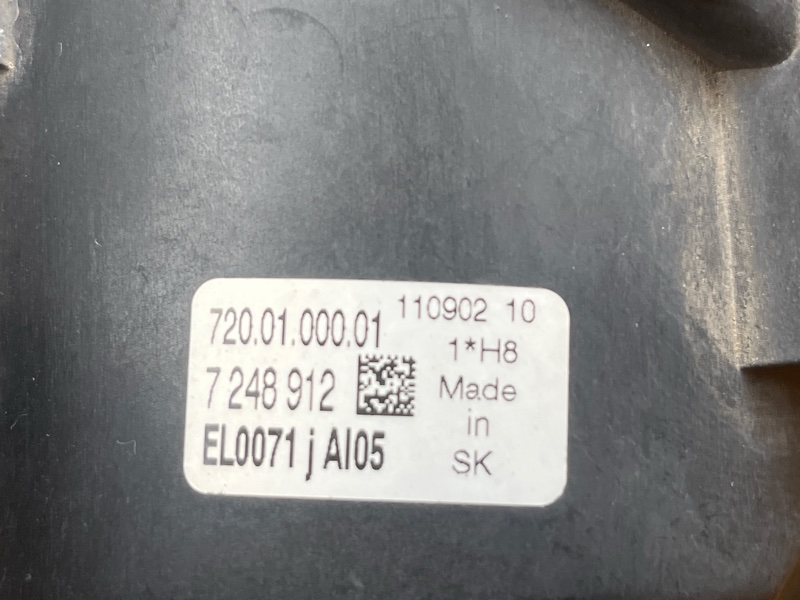 720.01.000.01
7 248 912
EL0071 j AI05
110902 10
1*H8
Made
in
SK